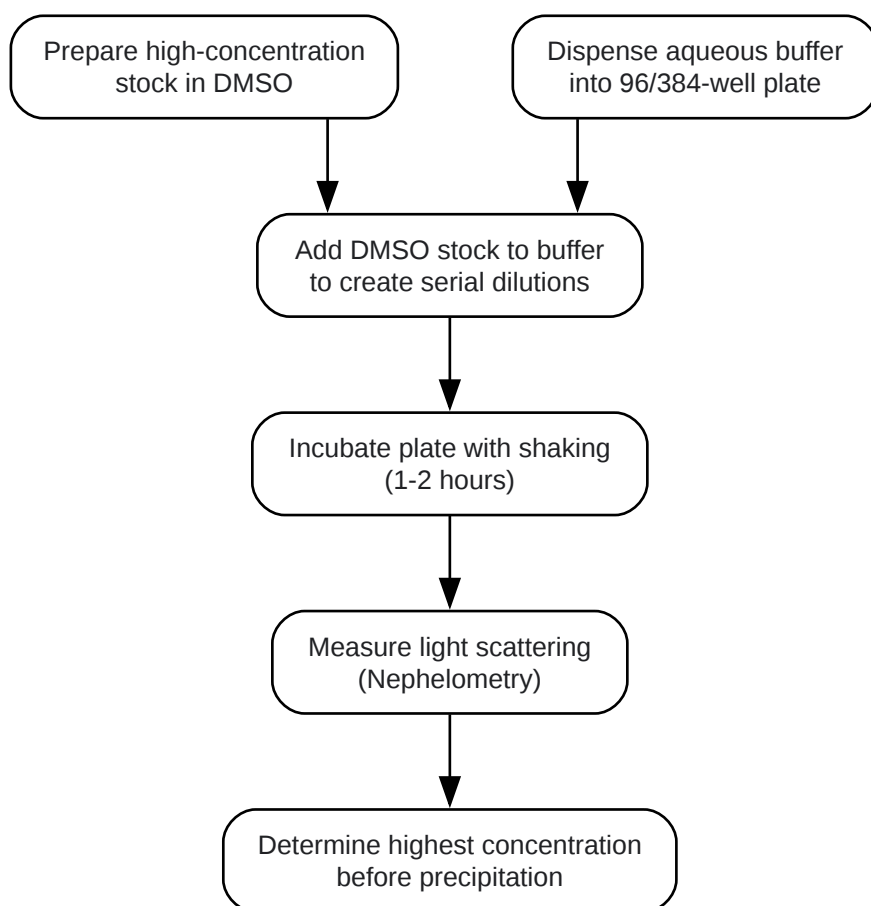 Prepare high-concentration
stock in DMSO
Dispense aqueous buffer
into 96/384-well plate
Add DMSO stock to buffer
to create serial dilutions
Incubate plate with shaking
(1-2 hours)
Measure light scattering
(Nephelometry)
Determine highest concentration
before precipitation